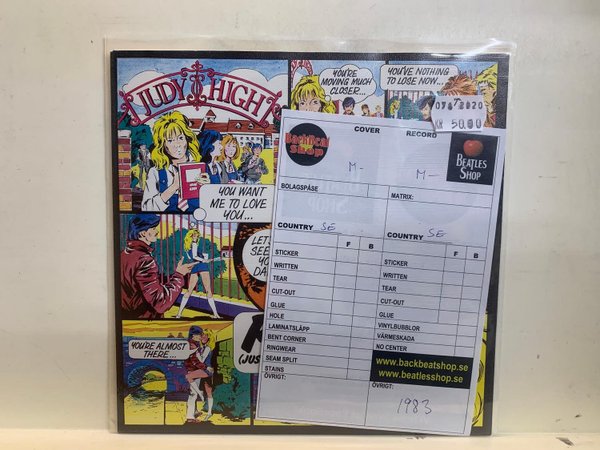 JUDY HIGH
YOU'RE
MOVING MUCH
CLOSER...
YOU'VE NOTHING
TO LOSE NOW...
YOU WANT
ME TO LOVE
YOU...
YOU'RE ALMOST
THERE...
(JUS
2020
KR 50.00
BackBeat
Shop
COVER
RECORD
BEATLES
SHOP
M-
M-
BOLAGSPÅSE
MATRIX:
COUNTRY SE
COUNTRY SE
F B
F B
STICKER
WRITTEN
TEAR
CUT-OUT
GLUE
HOLE
LAMINATSLÄPP
BENT CORNER
RINGWEAR
SEAM SPLIT
STAINS
ÖVRIGT:
STICKER
WRITTEN
TEAR
CUT-OUT
GLUE
VINYLBUBBLOR
VÄRMESKADA
NO CENTER
www.backbeatshop.se
www.beatlesshop.se
ÖVRIGT:
1983